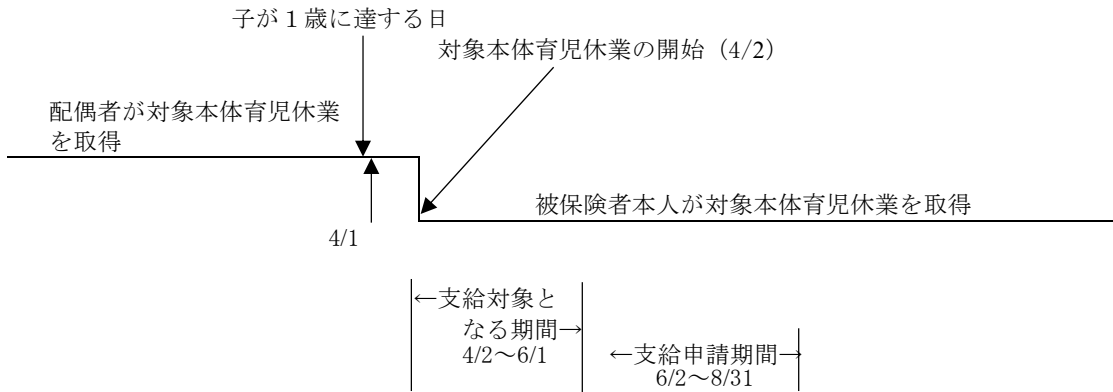 子が１歳に達する日
対象本体育児休業の開始（4/2）
配偶者が対象本体育児休業
を取得
被保険者本人が対象本体育児休業を取得
4/1
←支給対象と
なる期間→
4/2～6/1
←支給申請期間→
6/2～8/31